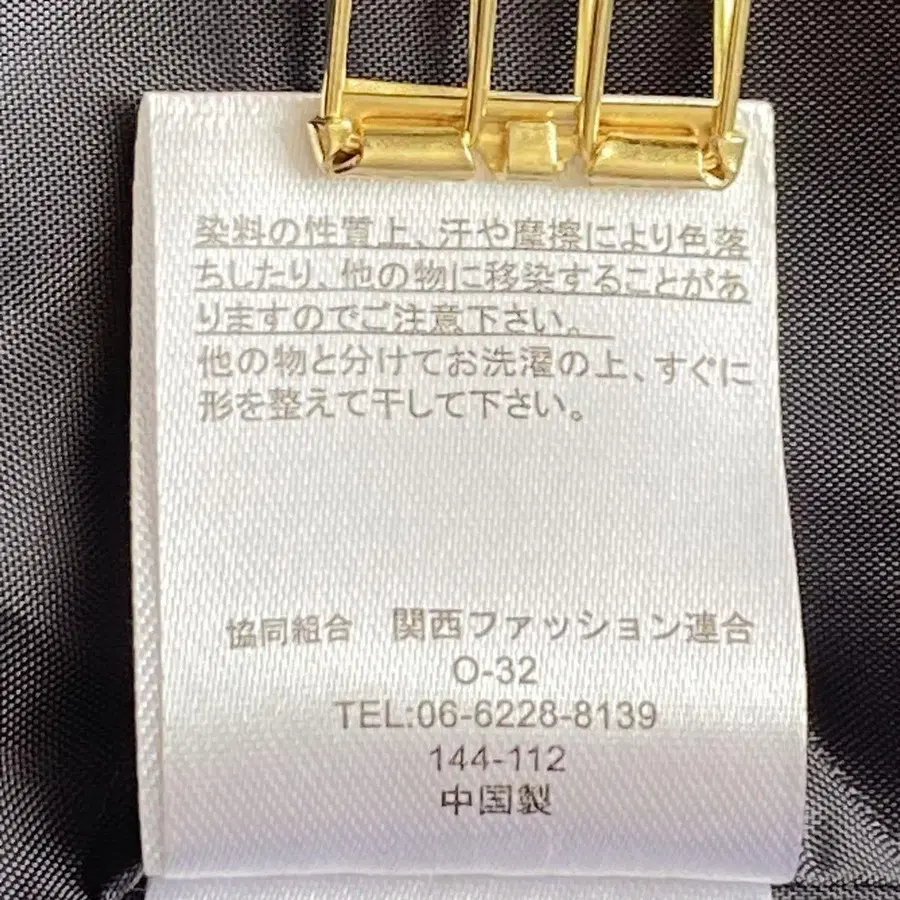 染料の性質上、汗や摩擦により色落
ちしたり、他の物に移染することがあ
りますのでご注意下さい。
他の物と分けてお洗濯の上、すぐに
形を整えて干して下さい。
協同組合 関西ファッション連合
O-32
TEL:06-6228-8139
144-112
中国製